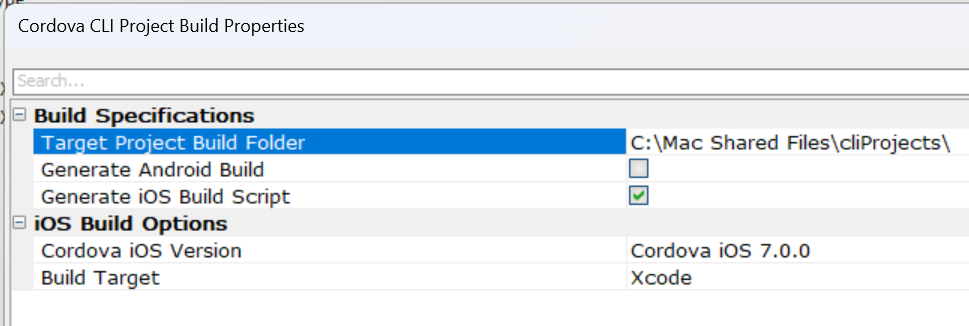 Cordova CLI Project Build Properties
Search...
Build Specifications
Target Project Build Folder C:\Mac Shared Files\cliProjects\
Generate Android Build
Generate iOS Build Script
iOS Build Options
Cordova iOS Version Cordova iOS 7.0.0
Build Target Xcode